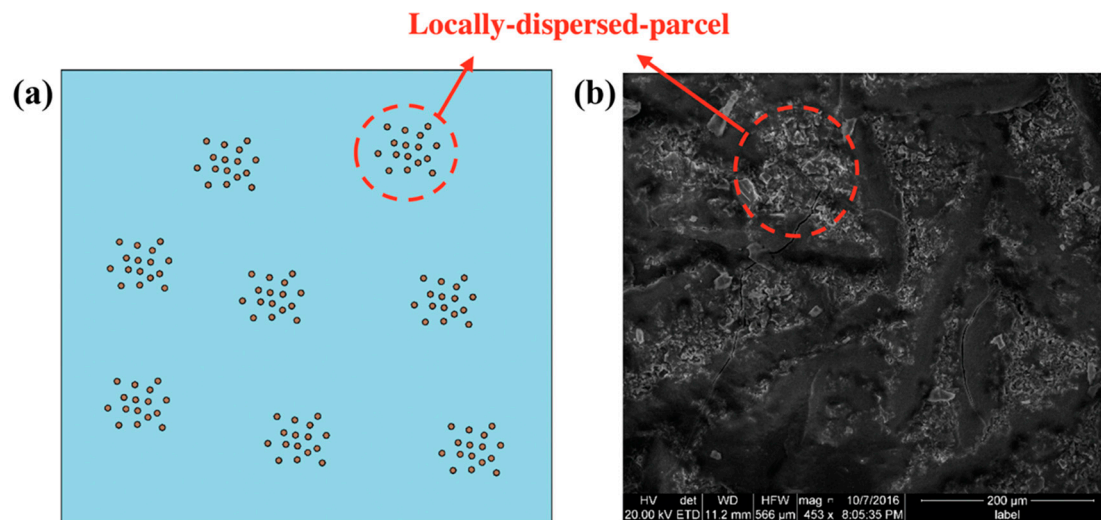 Locally-dispersed-parcel
(a)
(b)
HV det WD HFW mag 10/7/2016 200 µm
20.00 kV ETD 11.2 mm 566 µm 453 x 8:05:35 PM label